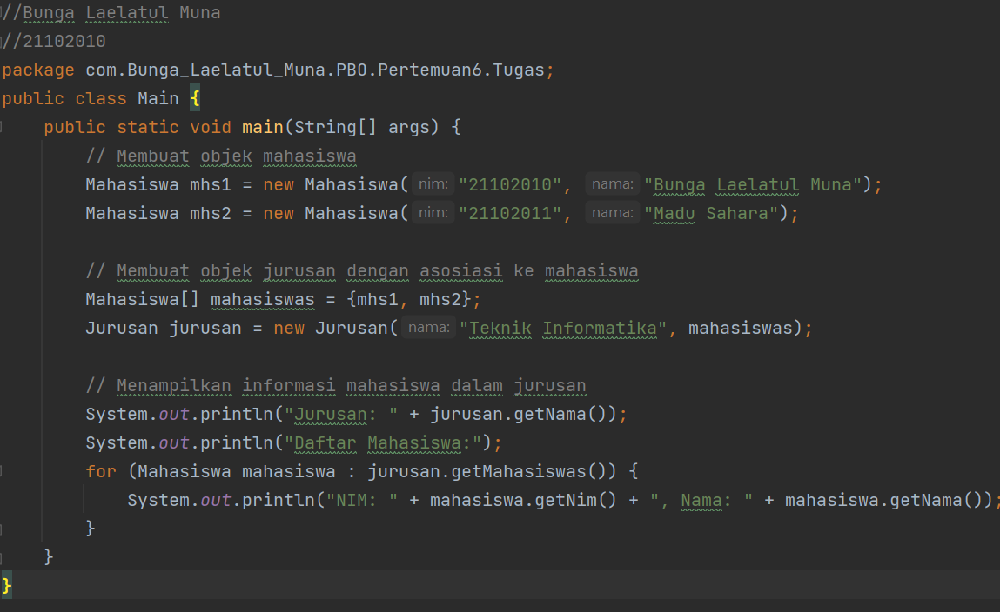 //Bunga Laelatul Muna
//21102010
package com.Bunga_Laelatul_Muna.PBO.Pertemuan6.Tugas;
public class Main {
    public static void main(String[] args) {
        // Membuat objek mahasiswa
        Mahasiswa mhs1 = new Mahasiswa( nim: "21102010", nama: "Bunga Laelatul Muna");
        Mahasiswa mhs2 = new Mahasiswa( nim: "21102011", nama: "Madu Sahara");

        // Membuat objek jurusan dengan asosiasi ke mahasiswa
        Mahasiswa[] mahasiswas = {mhs1, mhs2};
        Jurusan jurusan = new Jurusan( nama: "Teknik Informatika", mahasiswas);

        // Menampilkan informasi mahasiswa dalam jurusan
        System.out.println("Jurusan: " + jurusan.getNama());
        System.out.println("Daftar Mahasiswa:");
        for (Mahasiswa mahasiswa : jurusan.getMahasiswas()) {
            System.out.println("NIM: " + mahasiswa.getNim() + ", Nama: " + mahasiswa.getNama());
        }
    }
}